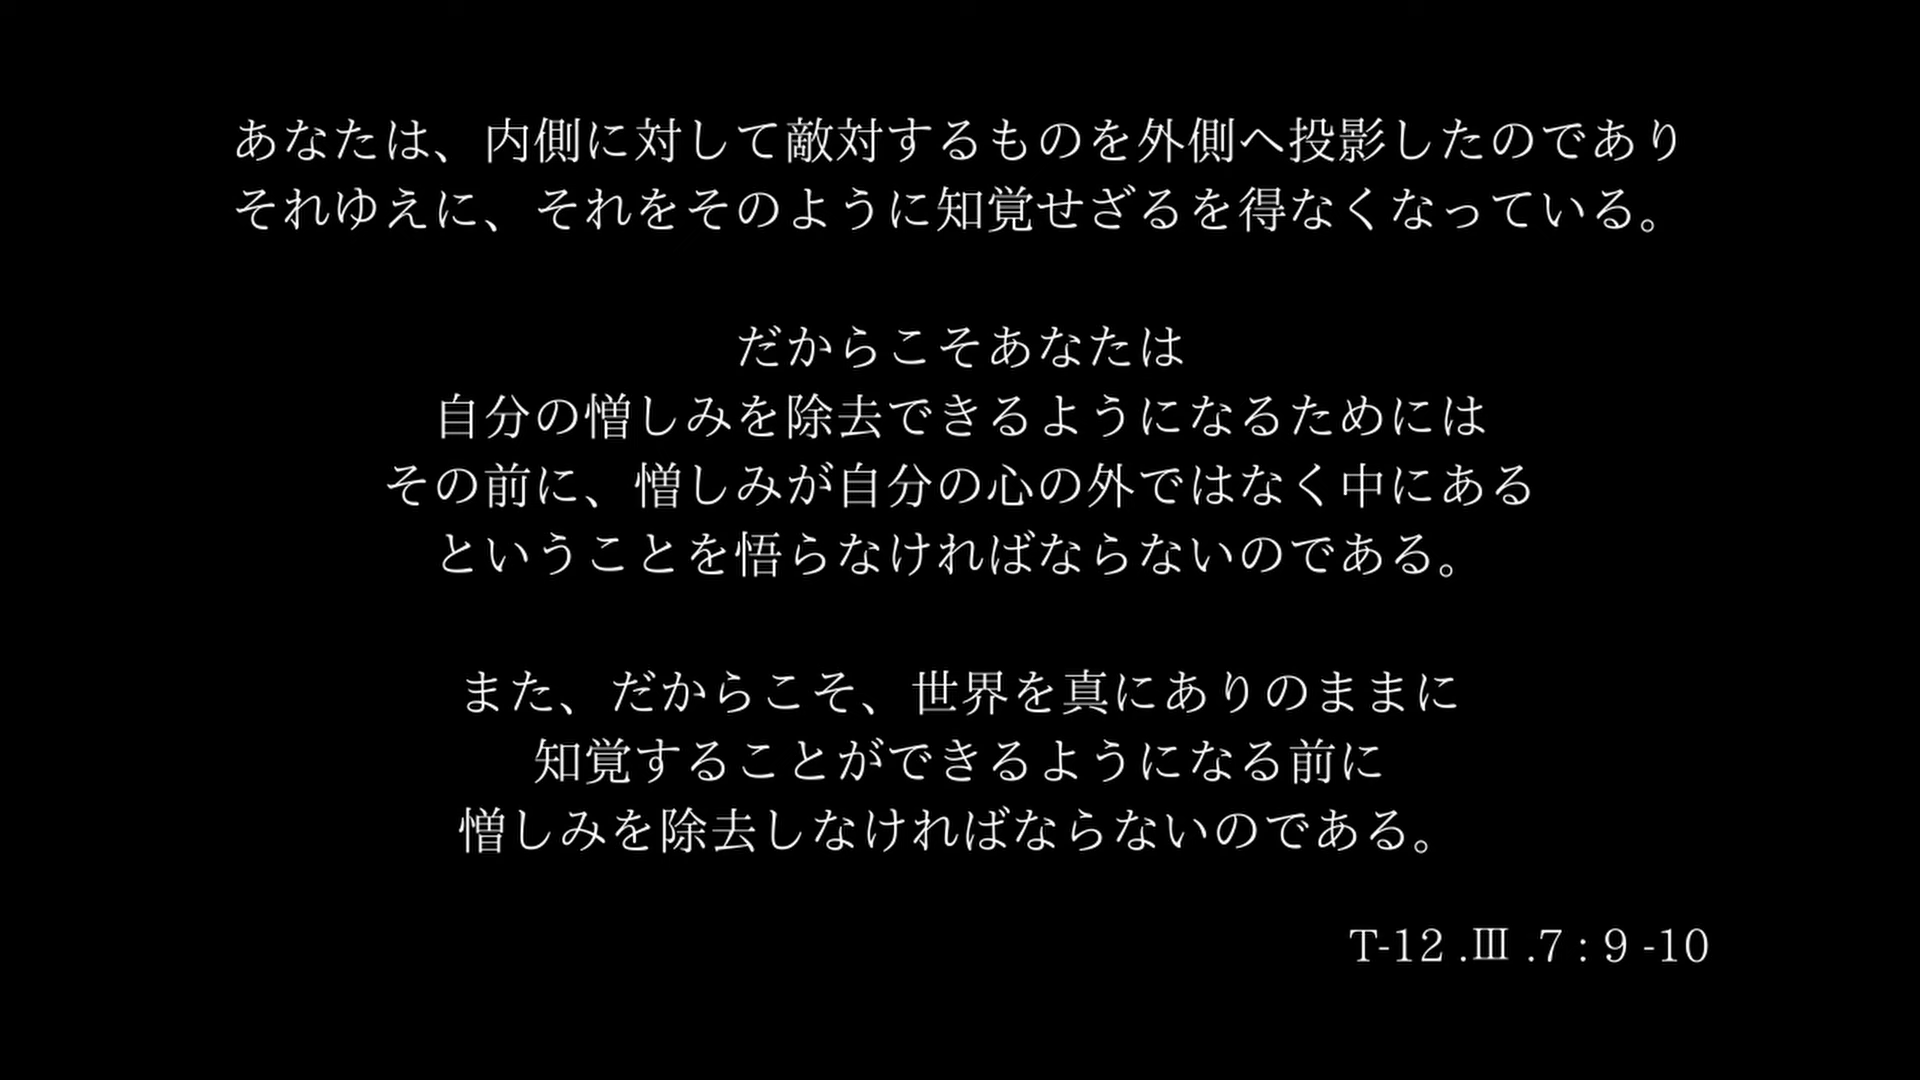 あなたは、内側に対して敵対するものを外側へ投影したのであり
それゆえに、それをそのように知覚せざるを得なくなっている。
だからこそあなたは
自分の憎しみを除去できるようになるためには
その前に、憎しみが自分の心の外ではなく中にある
ということを悟らなければならないのである。
また、だからこそ、世界を真にありのままに
知覚することができるようになる前に
憎しみを除去しなければならないのである。
T-12 .Ⅲ .7 : 9 -10